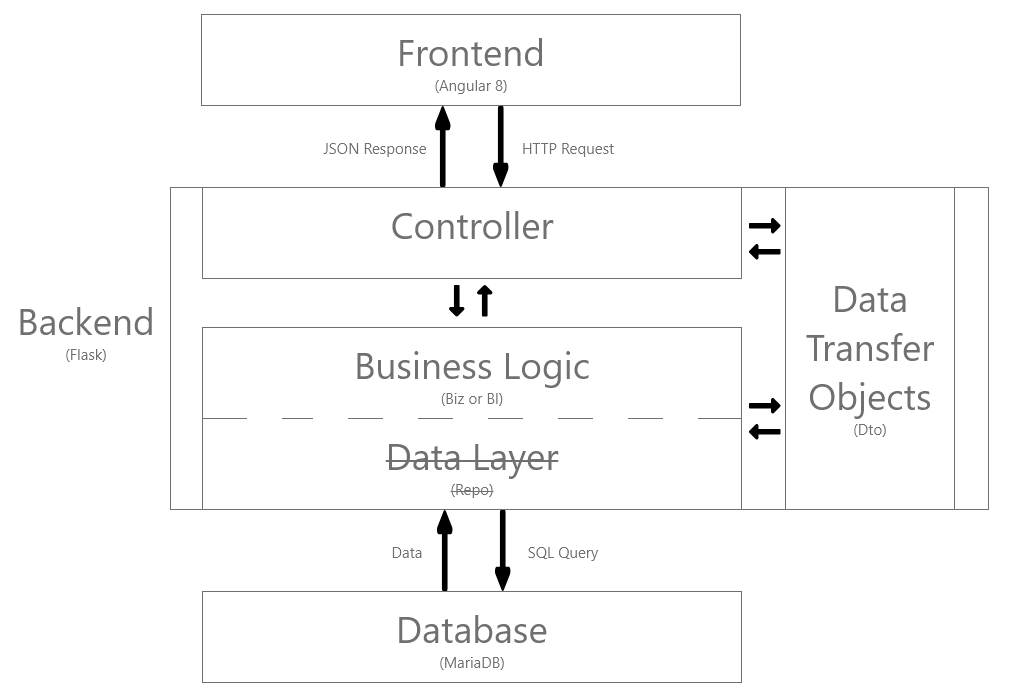 Frontend
(Angular 8)
JSON Response
HTTP Request
Controller
Backend
(Flask)
Data
Transfer
Objects
(Dto)
Business Logic
(Biz or Bl)
Data Layer
(Repo)
Data
SQL Query
Database
(MariaDB)